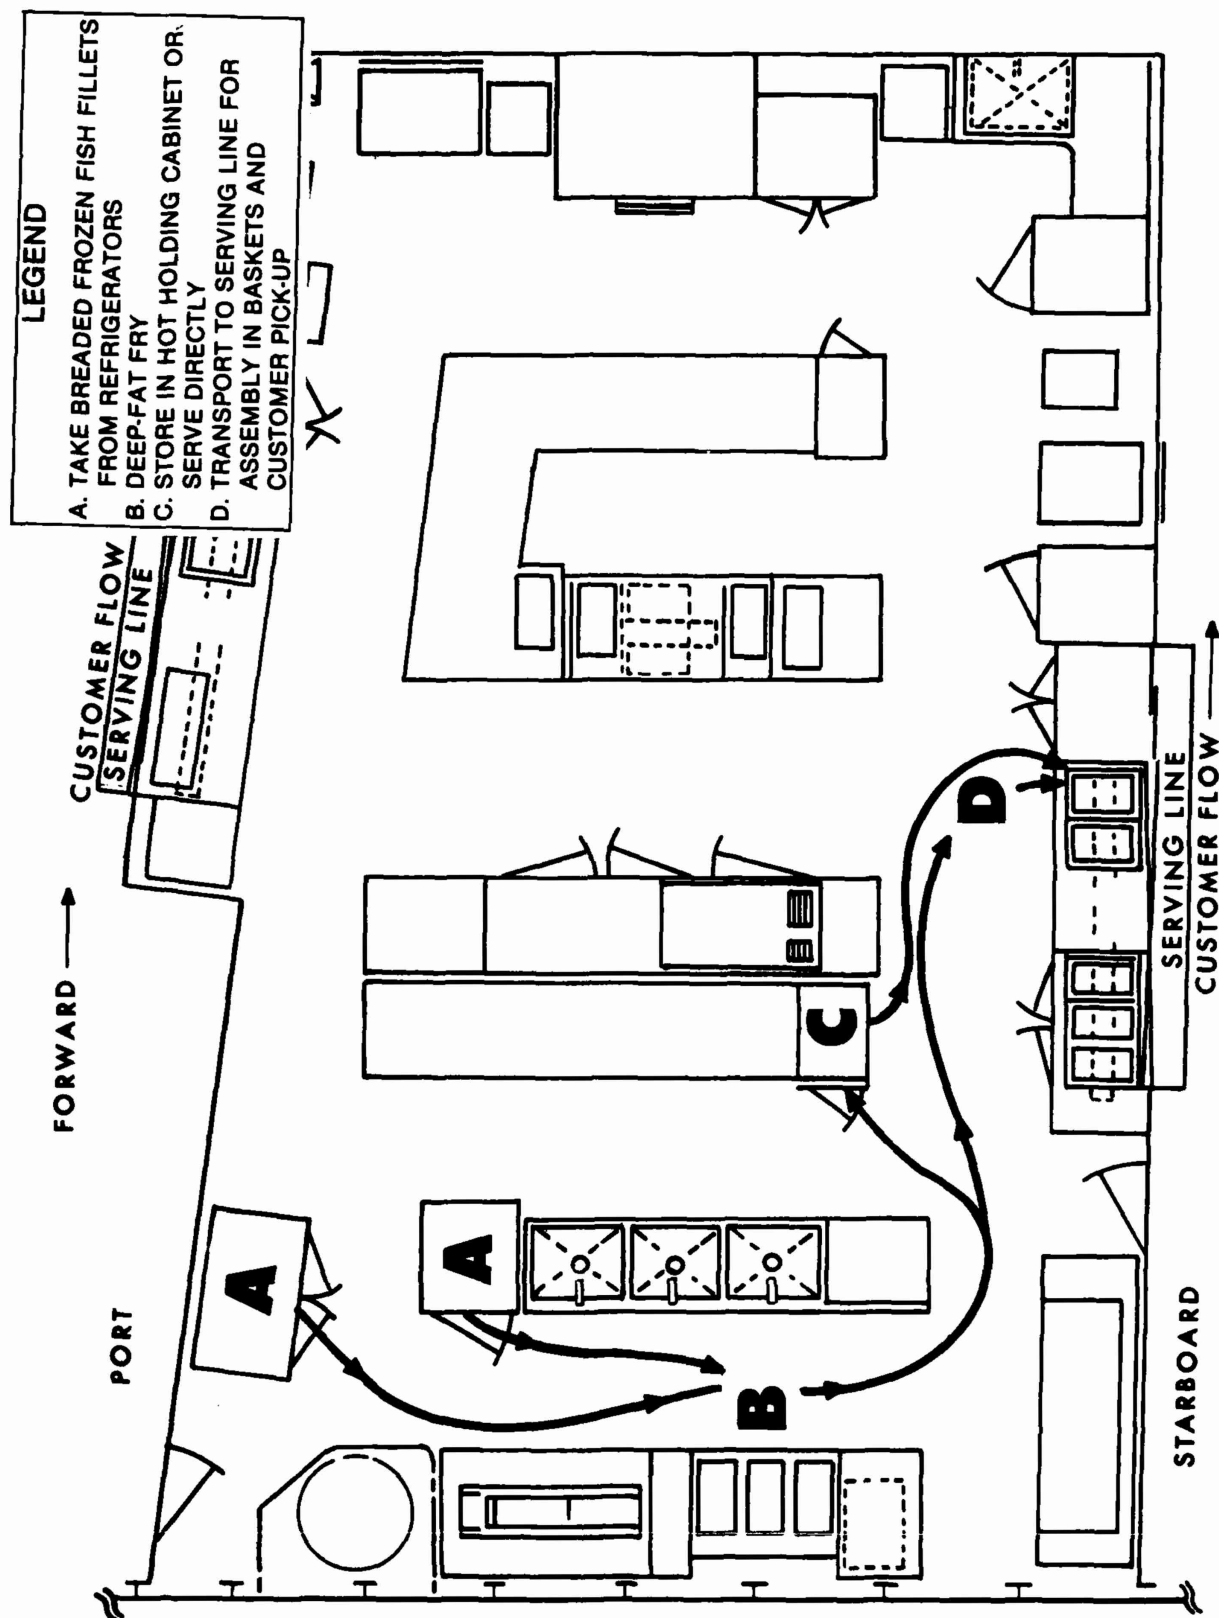 LEGEND
A. TAKE BREADED FROZEN FISH FILLETS
FROM REFRIGERATORS
B. DEEP-FAT FRY
C. STORE IN HOT HOLDING CABINET OR
SERVE DIRECTLY
D. TRANSPORT TO SERVING LINE FOR
ASSEMBLY IN BASKETS AND
CUSTOMER PICK-UP
CUSTOMER FLOW
SERVING LINE
FORWARD
PORT
A
A
B
C
D
SERVING LINE
CUSTOMER FLOW
STARBOARD